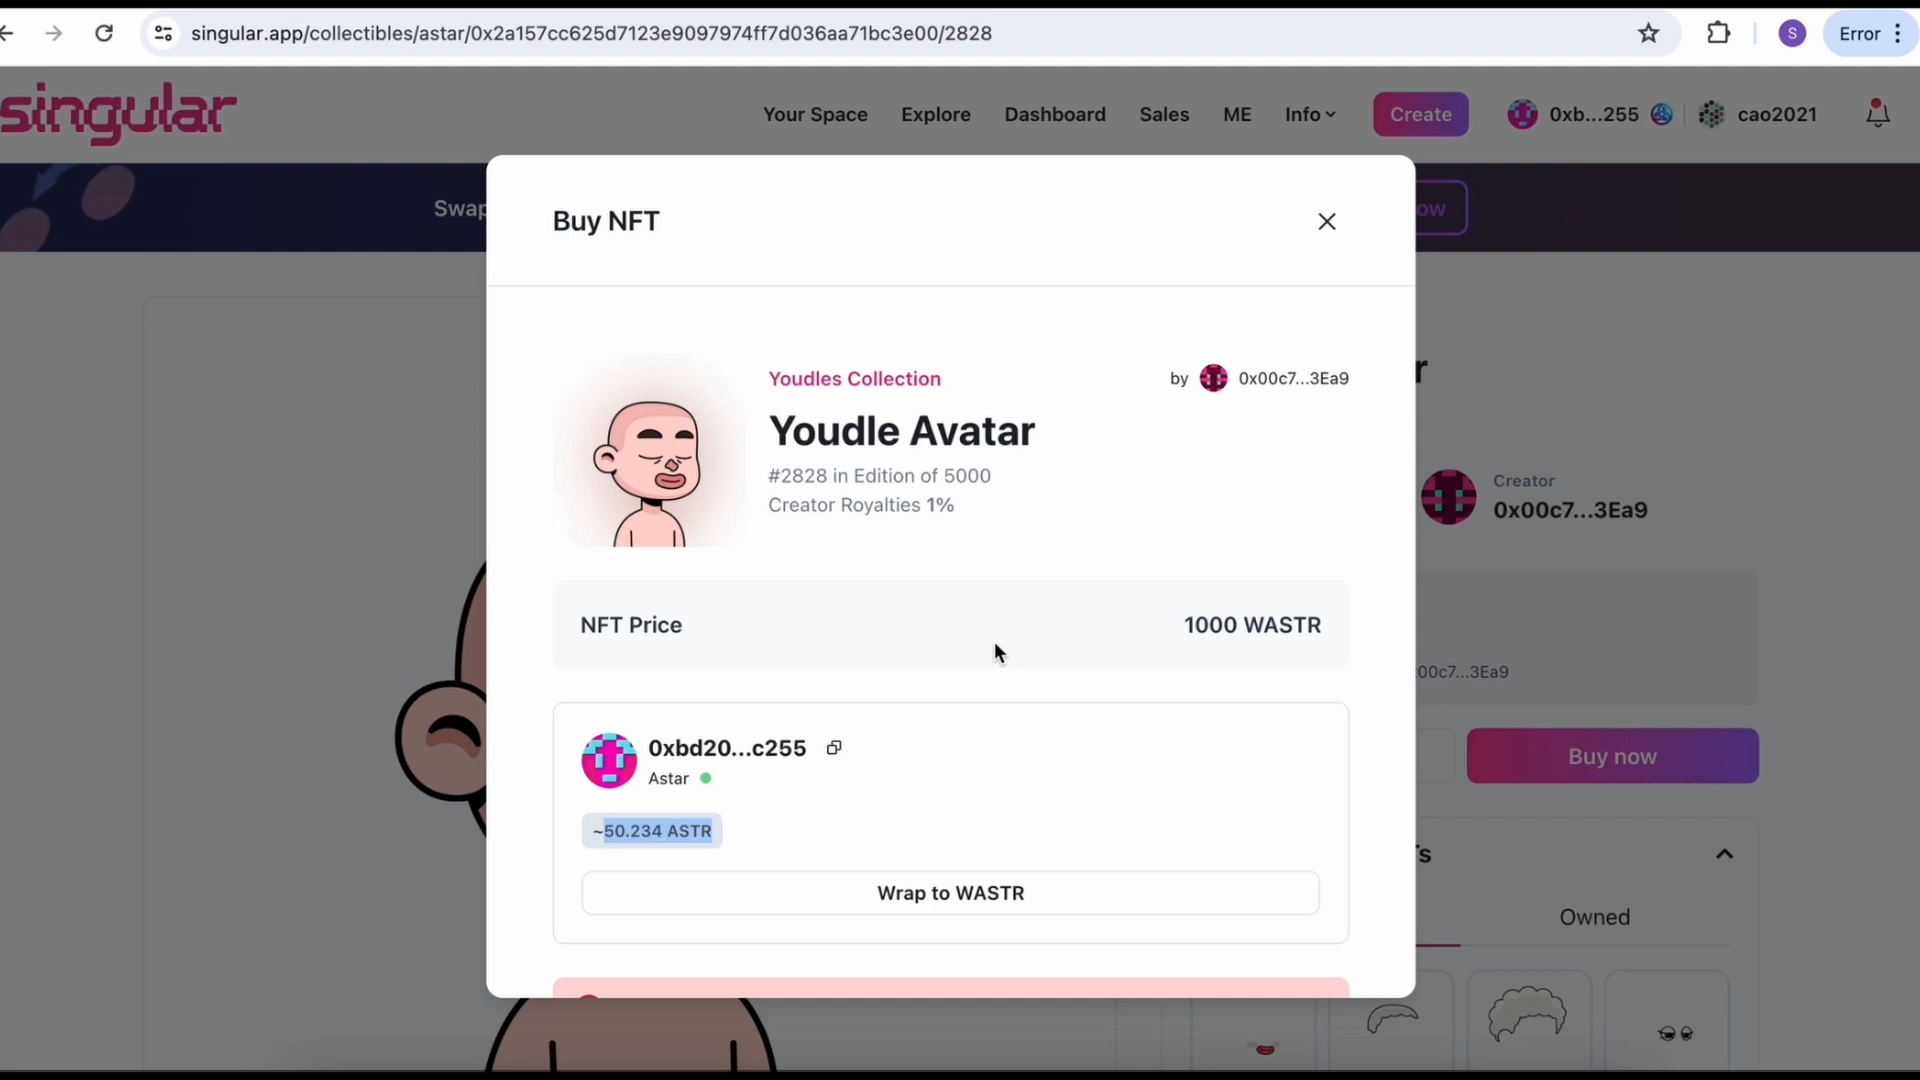 singular.app/collectibles/astar/0x2a157cc625d7123e9097974ff7d036aa71bc3e00/2828
S
Error
singular
Your Space
Explore
Dashboard
Sales
ME
Info
Create
0xb...255
cao2021
Swap
ow
Buy NFT
Youdles Collection
by 0x00c7...3Ea9
Youdle Avatar
#2828 in Edition of 5000
Creator Royalties 1%
r
Creator
0x00c7...3Ea9
NFT Price
1000 WASTR
00c7...3Ea9
0xbd20...c255
Astar
~50.234 ASTR
Wrap to WASTR
Buy now
Ts
Owned